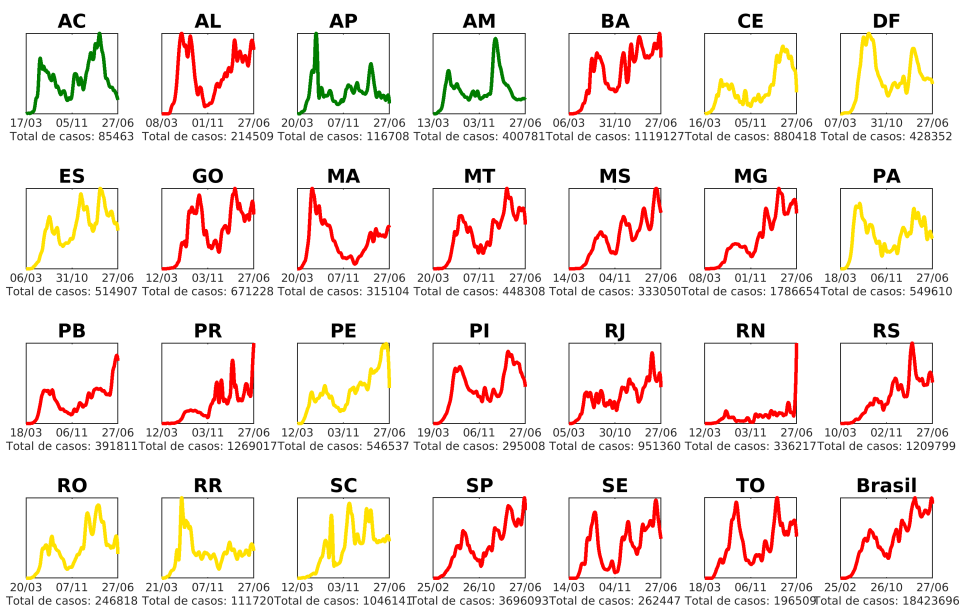 AC AL AP AM BA CE DF
17/03 05/11 27/06 08/03 01/11 27/06 20/03 07/11 27/06 13/03 03/11 27/06 06/03 31/10 27/06 16/03 05/11 27/06 07/03 31/10 27/06
Total de casos: 85463 Total de casos: 214509 Total de casos: 116708 Total de casos: 400781 Total de casos: 1119127 Total de casos: 880418 Total de casos: 428352
ES GO MA MT MS MG PA
06/03 31/10 27/06 12/03 03/11 27/06 20/03 07/11 27/06 20/03 07/11 27/06 14/03 04/11 27/06 08/03 01/11 27/06 18/03 06/11 27/06
Total de casos: 514907 Total de casos: 671228 Total de casos: 315104 Total de casos: 448308 Total de casos: 333050 Total de casos: 1786654 Total de casos: 549610
PB PR PE PI RJ RN RS
18/03 06/11 27/06 12/03 03/11 27/06 12/03 03/11 27/06 19/03 06/11 27/06 05/03 30/10 27/06 12/03 03/11 27/06 10/03 02/11 27/06
Total de casos: 391811 Total de casos: 1269017 Total de casos: 546537 Total de casos: 295008 Total de casos: 951360 Total de casos: 336217 Total de casos: 1209799
RO RR SC SP SE TO Brasil
20/03 07/11 27/06 21/03 07/11 27/06 12/03 03/11 27/06 25/02 26/10 27/06 14/03 04/11 27/06 18/03 06/11 27/06 25/02 26/10 27/06
Total de casos: 246818 Total de casos: 111720 Total de casos: 1046141 Total de casos: 3696093 Total de casos: 262447 Total de casos: 196509 Total de casos: 18423696